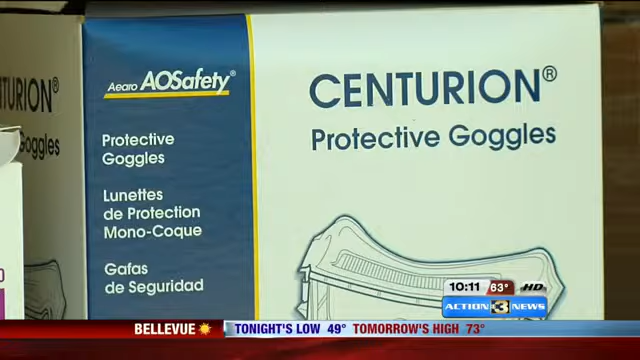 TURION®
Goggles
Aearo AOSafety®
Protective
Goggles
Lunettes
de Protection
Mono-Coque
Gafas
de Seguridad
CENTURION®
Protective Goggles
10:11 63° HD
ACTION 3 NEWS
BELLEVUE TONIGHT'S LOW 49° TOMORROW'S HIGH 73°